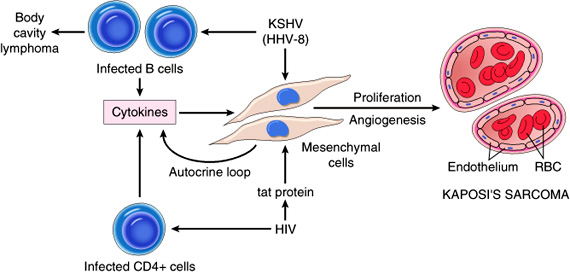 Body
cavity
lymphoma
KSHV
(HHV-8)
Infected B cells
Cytokines
Proliferation
Angiogenesis
Mesenchymal
cells
Autocrine loop
Endothelium
RBC
tat protein
KAPOSI'S SARCOMA
HIV
Infected CD4+ cells